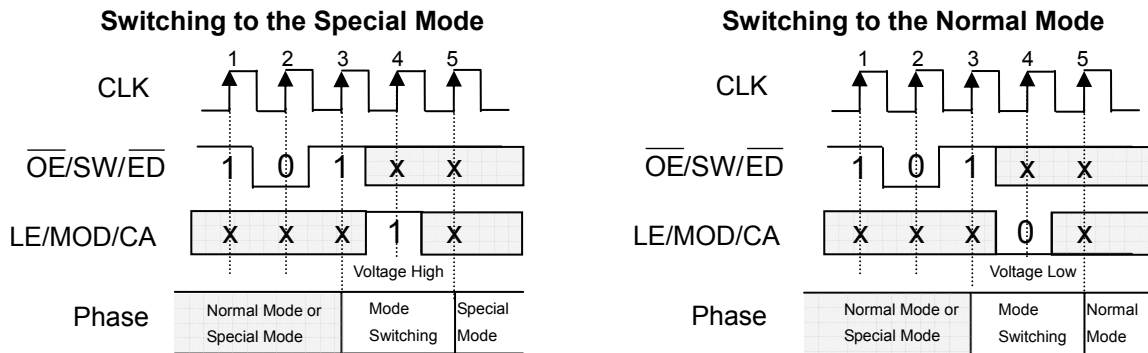 Switching to the Special Mode
1 2 3 4 5
CLK
OE/SW/ED
1 0 1 x x
LE/MOD/CA
x x x 1 x
Voltage High
Phase
Normal Mode or
Special Mode
Mode
Switching
Special
Mode
Switching to the Normal Mode
1 2 3 4 5
CLK
OE/SW/ED
1 0 1 x x
LE/MOD/CA
x x x 0 x
Voltage Low
Phase
Normal Mode or
Special Mode
Mode
Switching
Normal
Mode